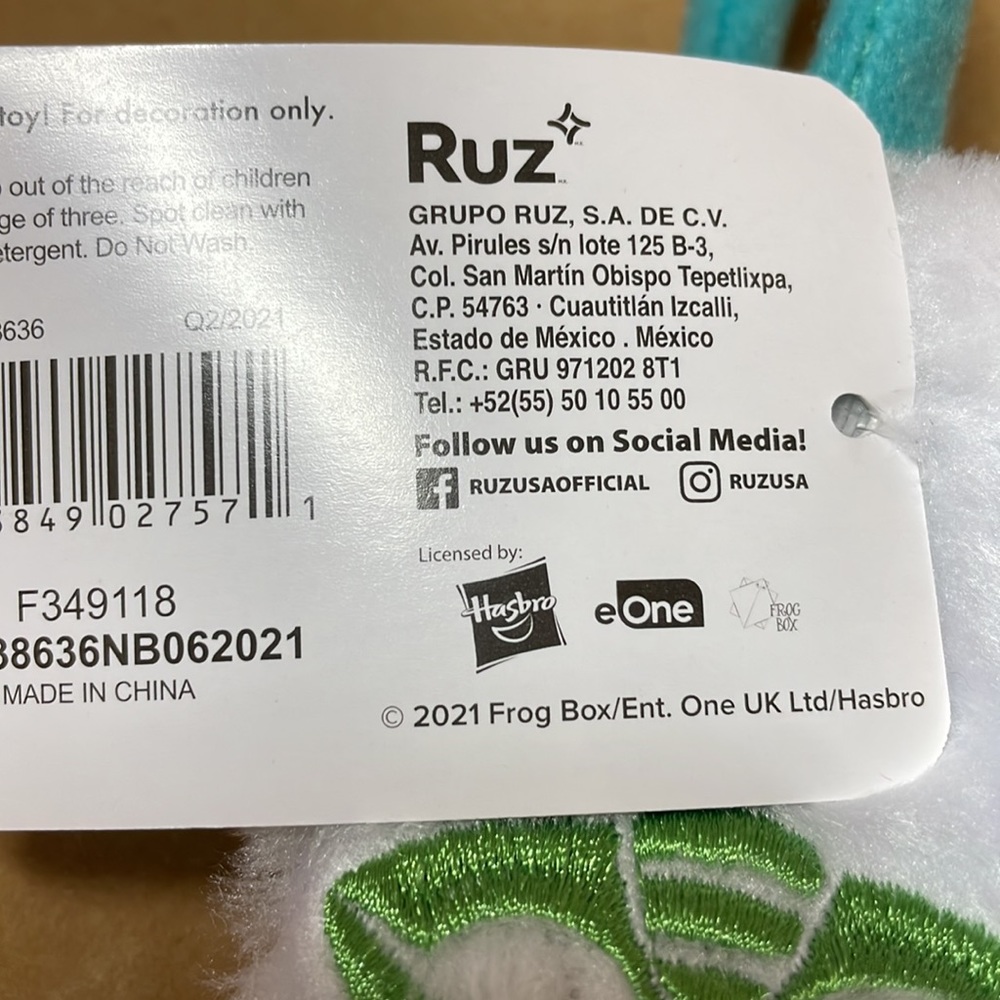 toy! For decoration only.
out of the reach of children
ge of three. Spot clean with
etergent. Do Not Wash.
8636
Q2/2021
849 02757 1
F349118
38636NB062021
MADE IN CHINA
Ruz
GRUPO RUZ, S.A. DE C.V.
Av. Pirules s/n lote 125 B-3,
Col. San Martín Obispo Tepetlixpa,
C.P. 54763 · Cuautitlán Izcalli,
Estado de México . México
R.F.C.: GRU 971202 8T1
Tel.: +52(55) 50 10 55 00
Follow us on Social Media!
RUZUSAOFFICIAL
RUZUSA
Licensed by:
Hasbro
eOne
FROG
BOX
© 2021 Frog Box/Ent. One UK Ltd/Hasbro